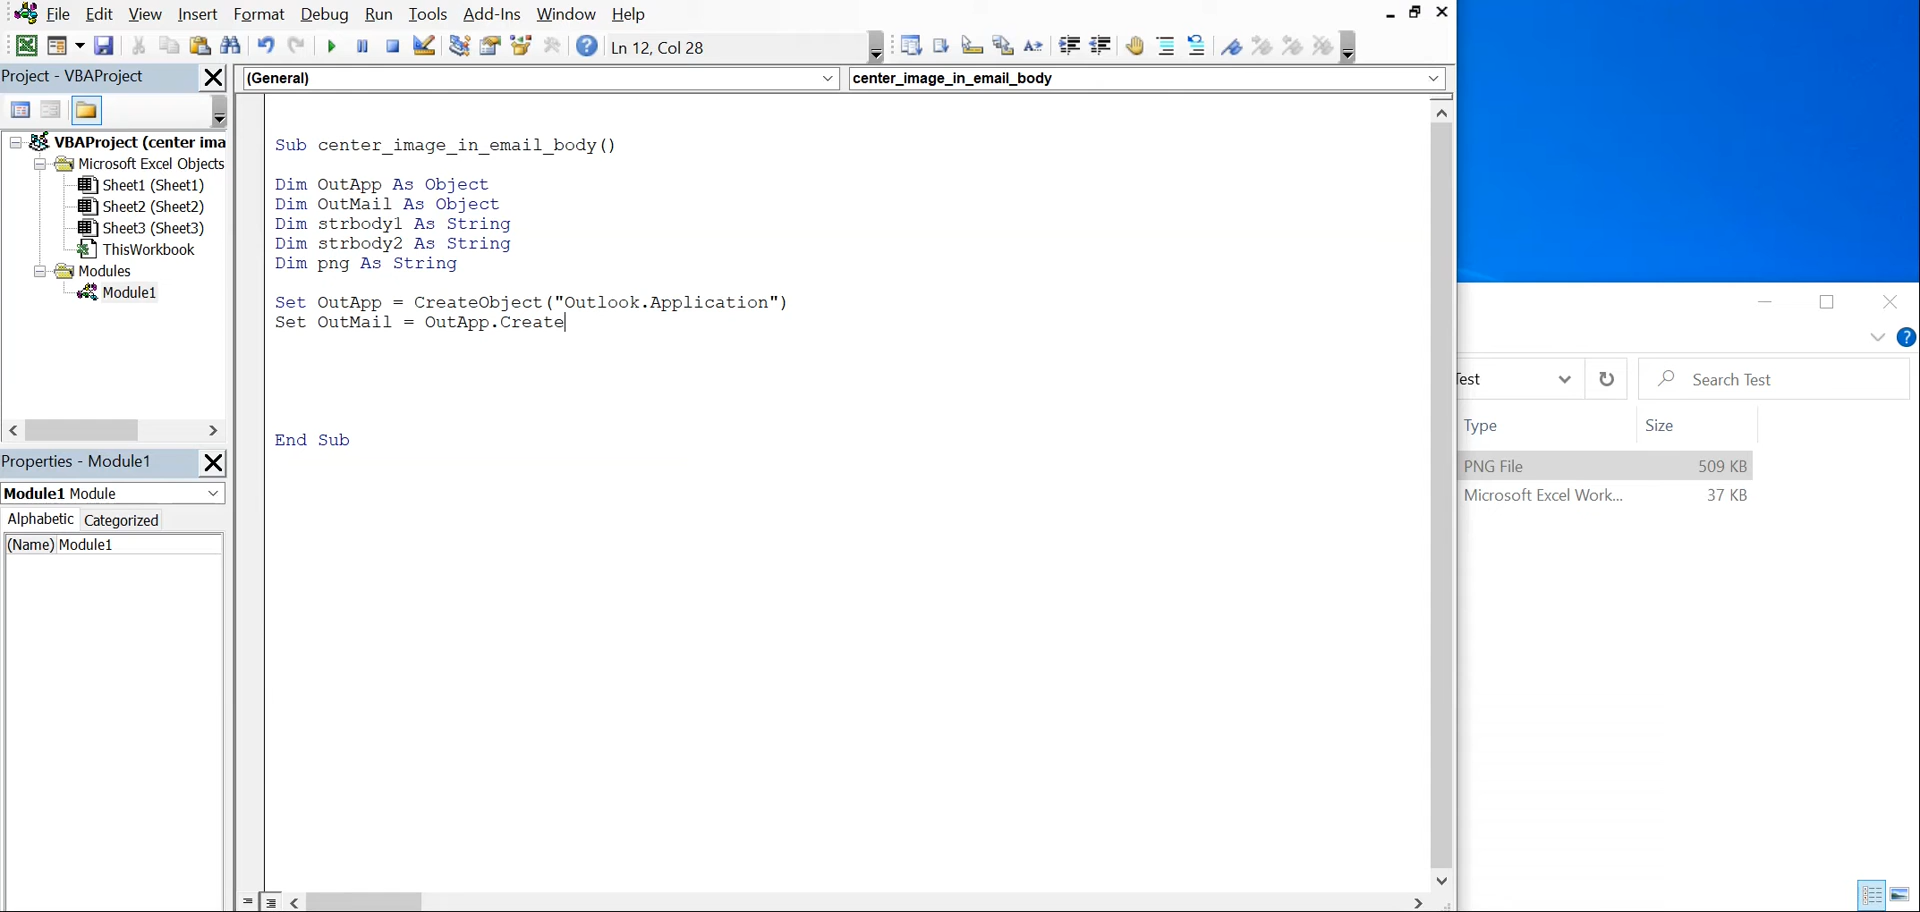 File Edit View Insert Format Debug Run Tools Add-Ins Window Help
Ln 12, Col 28
Project - VBAProject
(General)
center_image_in_email_body
VBAProject (center ima
Microsoft Excel Objects
Sheet1 (Sheet1)
Sheet2 (Sheet2)
Sheet3 (Sheet3)
ThisWorkbook
Modules
Module1
Properties - Module1
Module1 Module
Alphabetic Categorized
(Name) Module1
Sub center_image_in_email_body()
Dim OutApp As Object
Dim OutMail As Object
Dim strbody1 As String
Dim strbody2 As String
Dim png As String
Set OutApp = CreateObject("Outlook.Application")
Set OutMail = OutApp.Create
End Sub
Test
Search Test
Type Size
PNG File 509 KB
Microsoft Excel Work... 37 KB